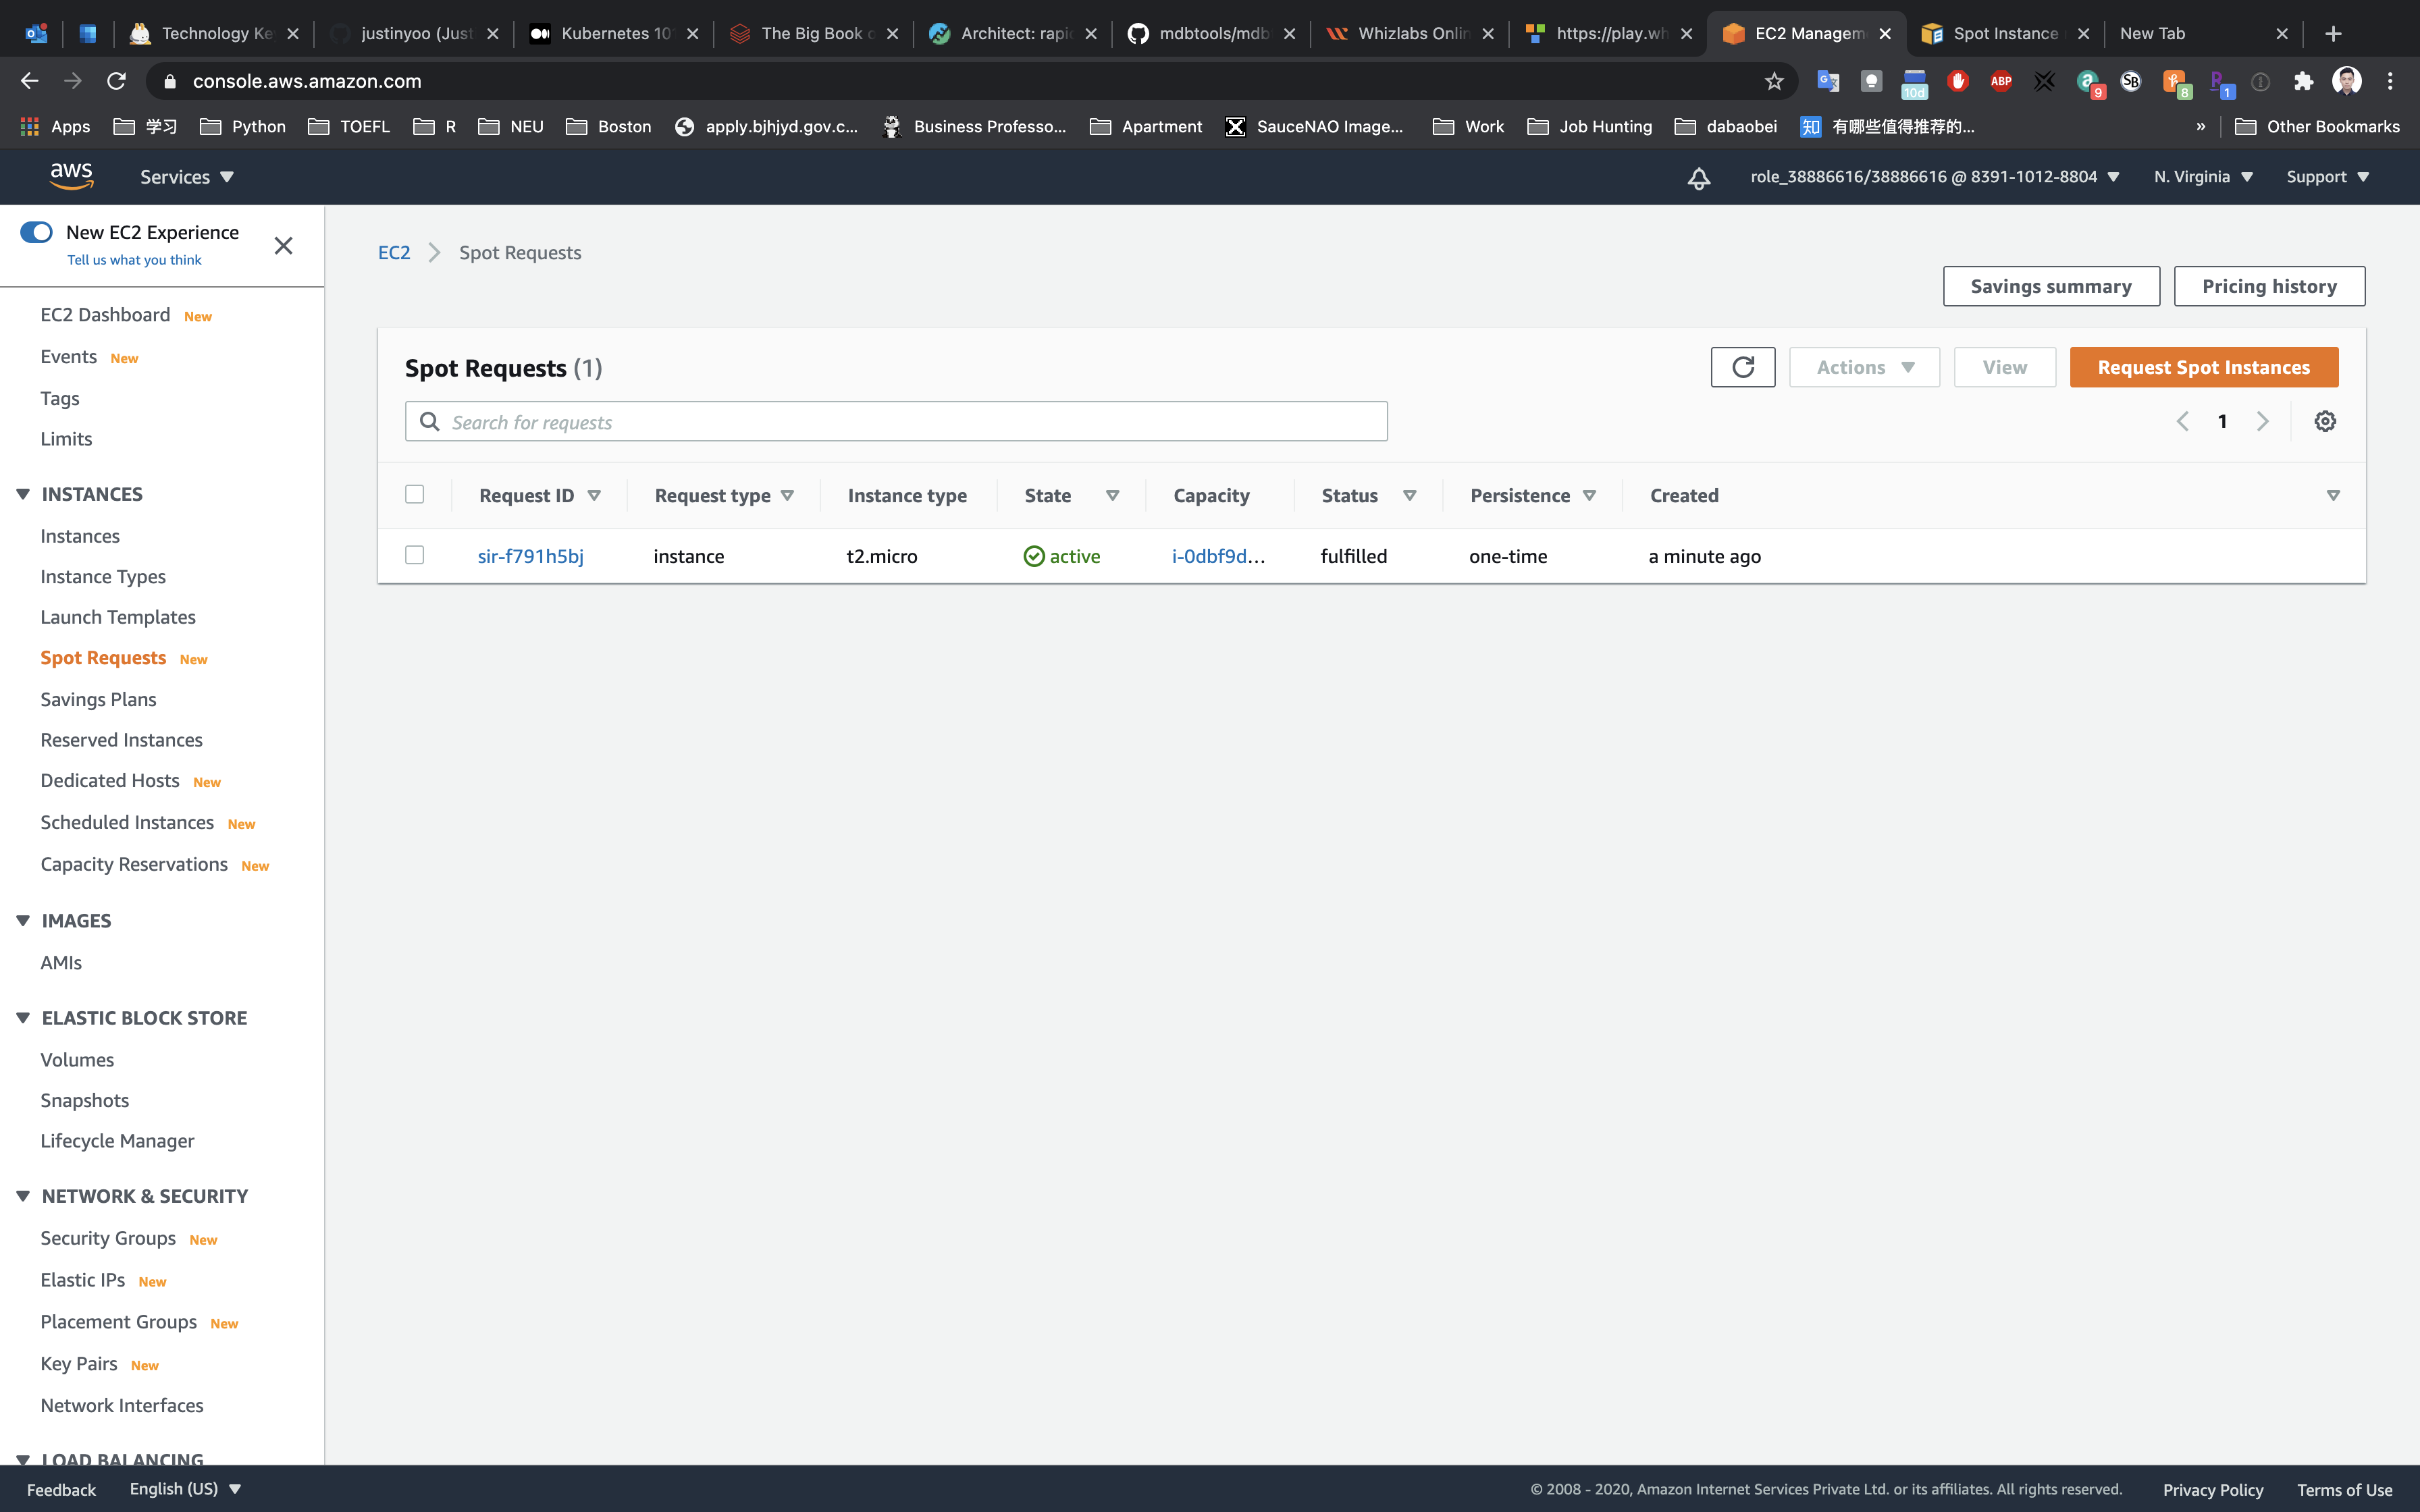 Technology Ke
justinyoo (Just
Kubernetes 10
The Big Book o
Architect: rapi
mdbtools/mdb
Whizlabs Onlin
https://play.wh
EC2 Managem
Spot Instance
New Tab
console.aws.amazon.com
10d
ABP
9
SB
8
1
Apps
学习
Python
TOEFL
R
NEU
Boston
apply.bjhjyd.gov.c...
Business Professo...
Apartment
SauceNAO Image...
Work
Job Hunting
dabaobei
知 有哪些值得推荐的...
»
Other Bookmarks
aws
Services
role_38886616/38886616 @ 8391-1012-8804
N. Virginia
Support
New EC2 Experience
Tell us what you think
EC2 Dashboard New
Events New
Tags
Limits
INSTANCES
Instances
Instance Types
Launch Templates
Spot Requests New
Savings Plans
Reserved Instances
Dedicated Hosts New
Scheduled Instances New
Capacity Reservations New
IMAGES
AMIs
ELASTIC BLOCK STORE
Volumes
Snapshots
Lifecycle Manager
NETWORK & SECURITY
Security Groups New
Elastic IPs New
Placement Groups New
Key Pairs New
Network Interfaces
LOAD BALANCING
EC2 Spot Requests
Savings summary
Pricing history
Spot Requests (1)
Actions
View
Request Spot Instances
Search for requests
1
Request ID Request type Instance type State Capacity Status Persistence Created
sir-f791h5bj instance t2.micro active i-0dbf9d... fulfilled one-time a minute ago
Feedback
English (US)
© 2008 - 2020, Amazon Internet Services Private Ltd. or its affiliates. All rights reserved.
Privacy Policy
Terms of Use